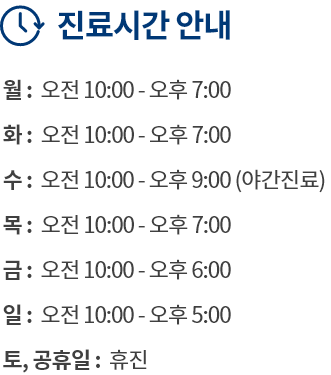 진료시간 안내
월 : 오전 10:00 - 오후 7:00
화 : 오전 10:00 - 오후 7:00
수 : 오전 10:00 - 오후 9:00 (야간진료)
목 : 오전 10:00 - 오후 7:00
금 : 오전 10:00 - 오후 6:00
일 : 오전 10:00 - 오후 5:00
토, 공휴일 : 휴진